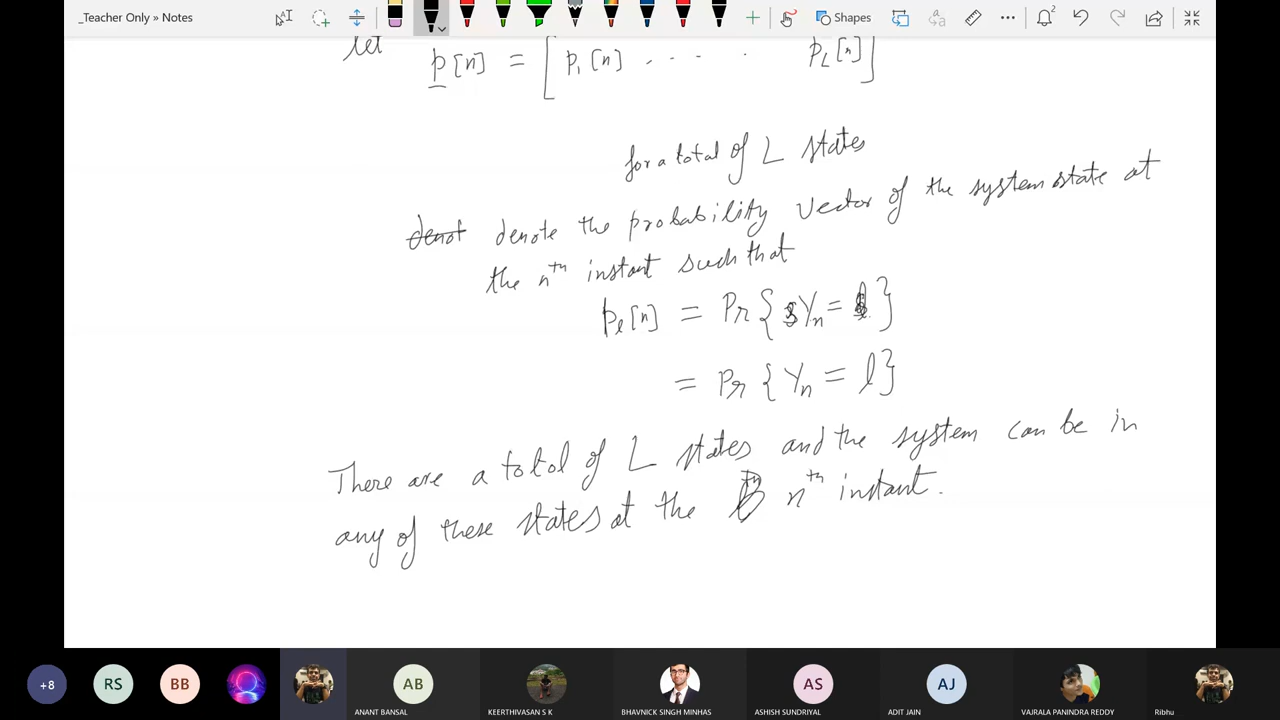 _Teacher Only » Notes
Shapes
let p[n] = [ p1[n] . . . . . pL[n] ]
for a total of L states
denot denote the probability vector of the system state at
the nth instant such that
pl[n] = Pr { Yn = l }
= Pr { Yn = l }
There are a total of L states and the system can be in
any of these states at the nth instant.
+8
RS
BB
AB
AS
AJ
ANANT BANSAL
KEERTHIVASAN S K
BHAVNICK SINGH MINHAS
ASHISH SUNDRIYAL
ADIT JAIN
VAJRALA PANINDRA REDDY
Ribhu